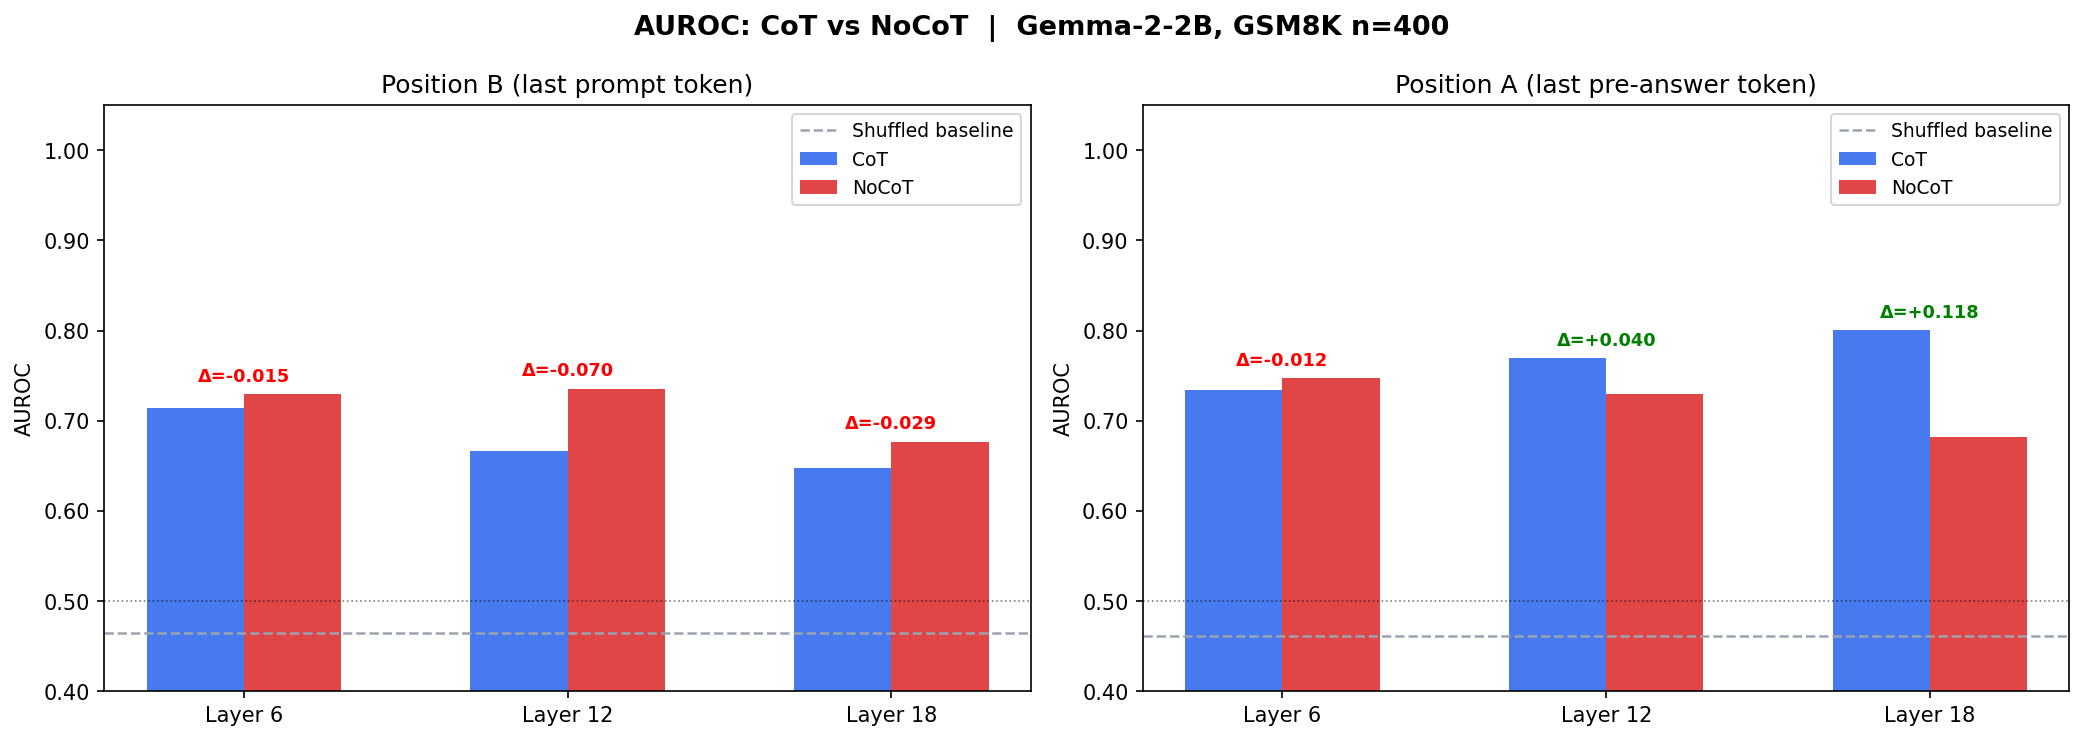 AUROC: CoT vs NoCoT | Gemma-2-2B, GSM8K n=400
Position B (last prompt token)
AUROC
1.00
0.90
0.80
0.70
0.60
0.50
0.40
Shuffled baseline
CoT
NoCoT
Δ=-0.015
Δ=-0.070
Δ=-0.029
Layer 6
Layer 12
Layer 18
Position A (last pre-answer token)
AUROC
1.00
0.90
0.80
0.70
0.60
0.50
0.40
Shuffled baseline
CoT
NoCoT
Δ=-0.012
Δ=+0.040
Δ=+0.118
Layer 6
Layer 12
Layer 18